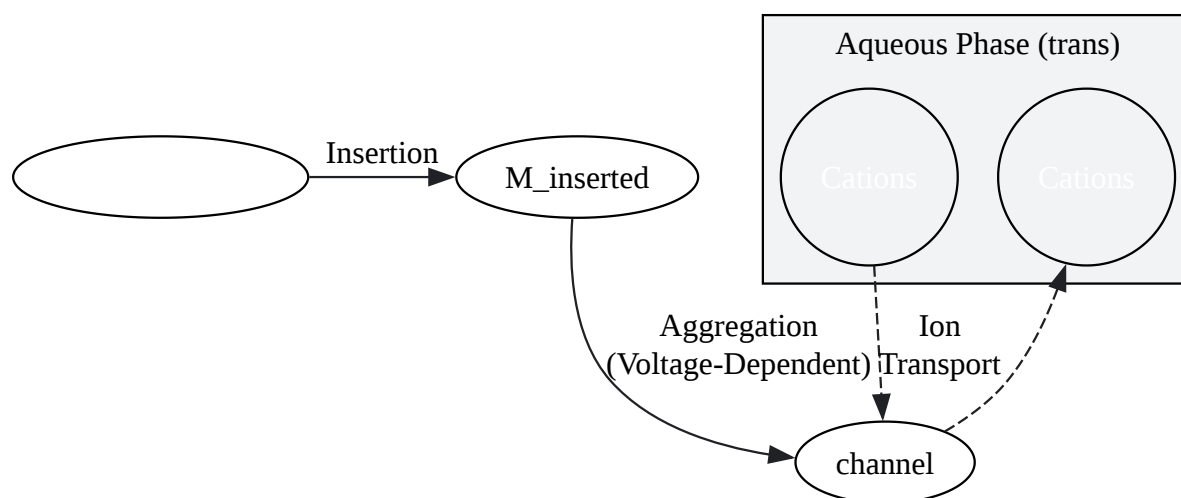 Aqueous Phase (trans)
Insertion
M_inserted
Cations
Cations
Aggregation
(Voltage-Dependent)
Ion
Transport
channel